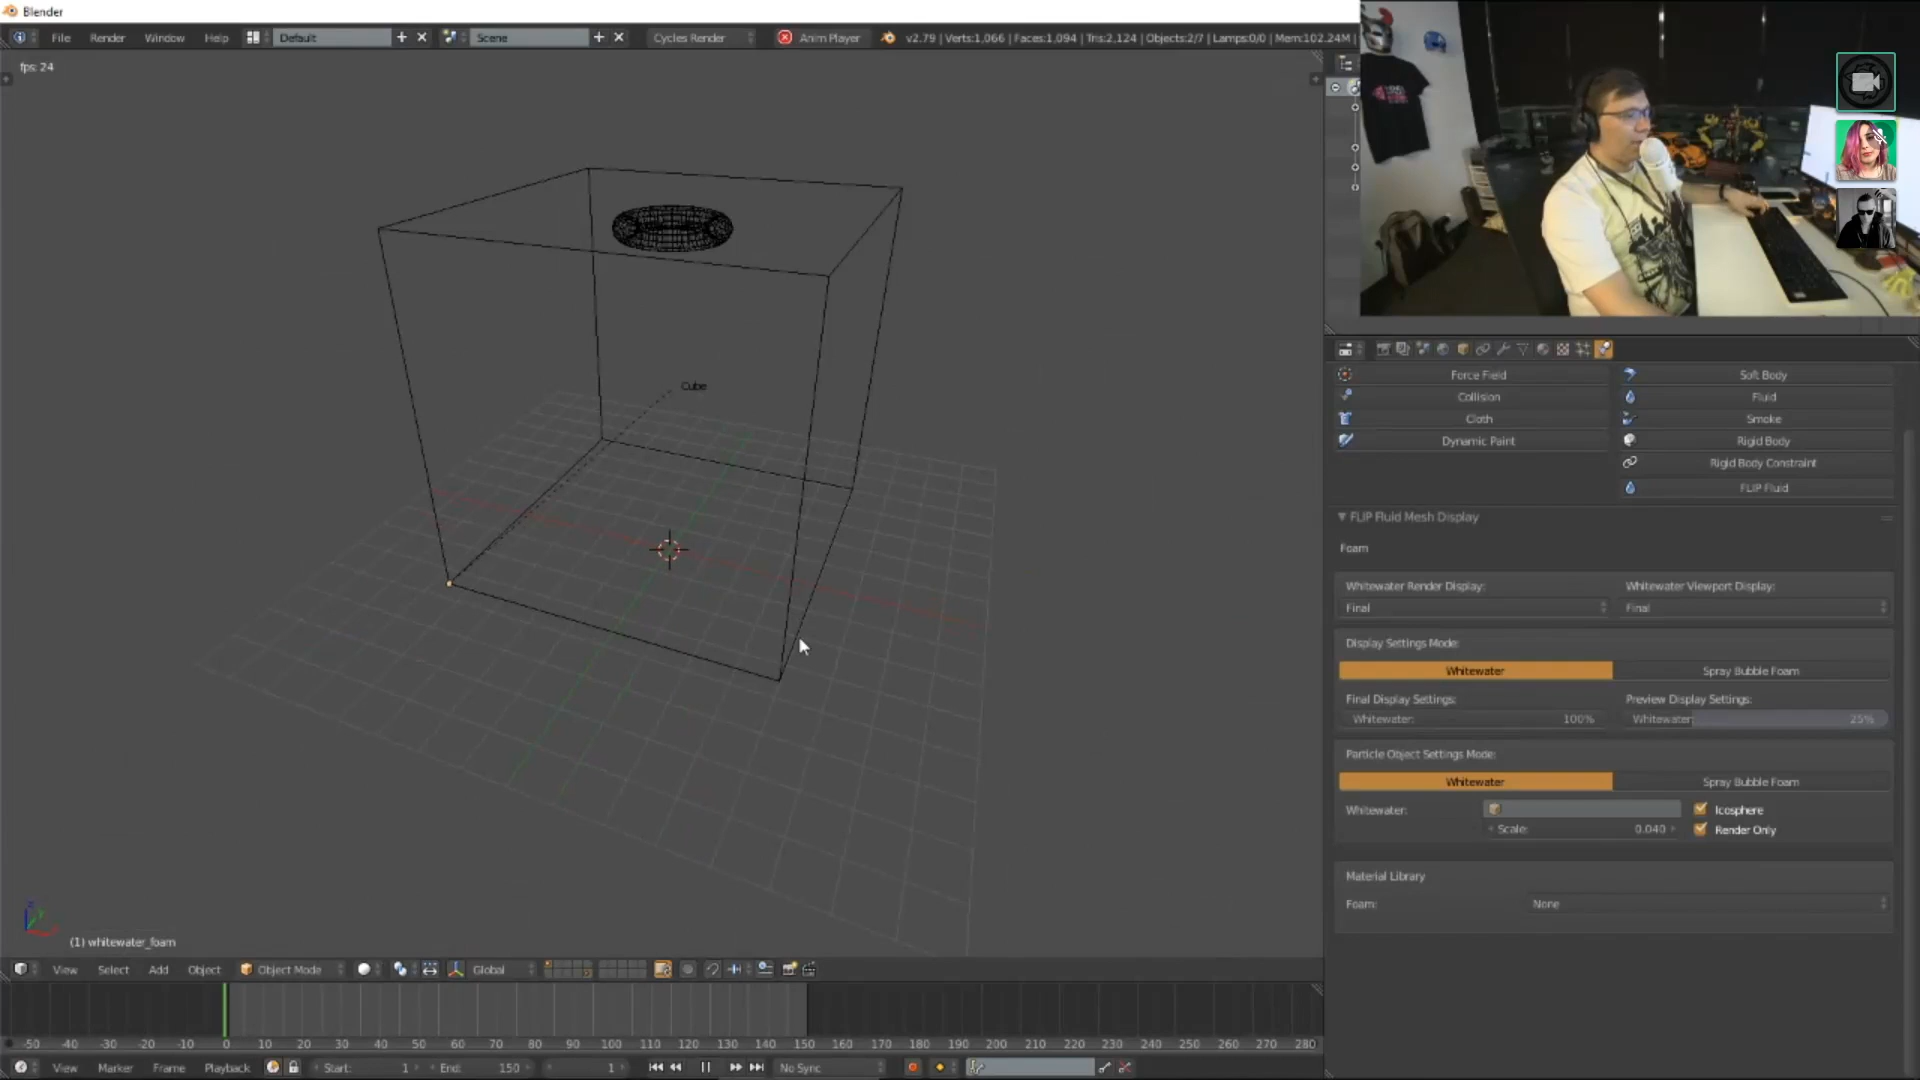 Blender
File Render Window Help Default Scene Cycles Render Anim Player v2.79 | Verts:1,066 | Faces:1,094 | Tris:2,124 | Objects:2/7 | Lamps:0/0 | Mem:102.24M |
fps: 24
Cube
(1) whitewater_foam
Force Field Soft Body
Collision Fluid
Cloth Smoke
Dynamic Paint Rigid Body
Rigid Body Constraint
FLIP Fluid
FLIP Fluid Mesh Display
Foam
Whitewater Render Display: Whitewater Viewport Display:
Final Final
Display Settings Mode:
Whitewater Spray Bubble Foam
Final Display Settings: Preview Display Settings:
Whitewater: 100% Whitewater: 25%
Particle Object Settings Mode:
Whitewater Spray Bubble Foam
Whitewater: Icosphere
Scale: 0.040 Render Only
Material Library
Foam: None
View Select Add Object Object Mode Global
-50 -40 -30 -20 -10 0 10 20 30 40 50 60 70 80 90 100 110 120 130 140 150 160 170 180 190 200 210 220 230 240 250 260 270 280
View Marker Frame Playback Start: 1 End: 150 1 No Sync